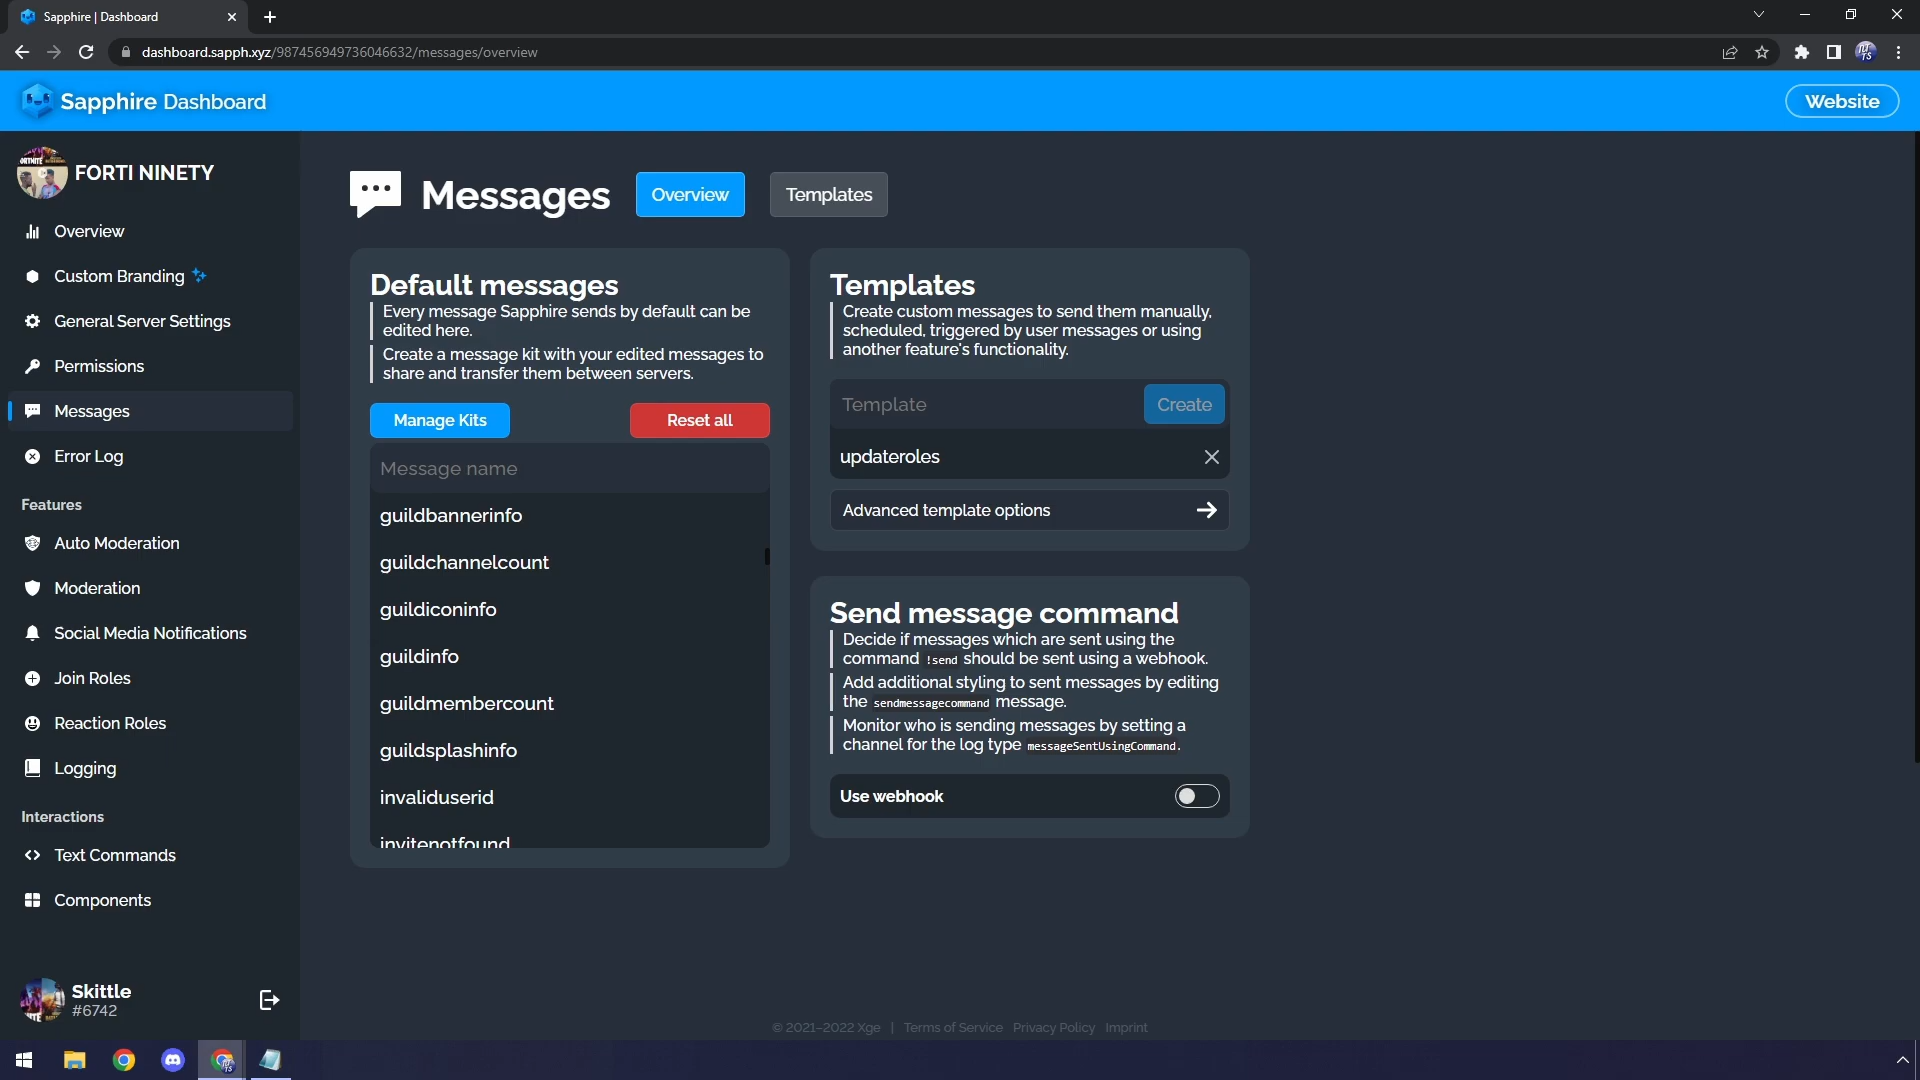 Sapphire | Dashboard
dashboard.sapph.xyz/987456949736046632/messages/overview
Sapphire Dashboard
Website
FORTI NINETY
Overview
Custom Branding
General Server Settings
Permissions
Messages
Error Log
Features
Auto Moderation
Moderation
Social Media Notifications
Join Roles
Reaction Roles
Logging
Interactions
Text Commands
Components
Skittle
#6742
Messages
Overview
Templates
Default messages
Every message Sapphire sends by default can be
edited here.
Create a message kit with your edited messages to
share and transfer them between servers.
Manage Kits
Reset all
Message name
guildbannerinfo
guildchannelcount
guildiconinfo
guildinfo
guildmembercount
guildsplashinfo
invaliduserid
invitenotfound
Templates
Create custom messages to send them manually,
scheduled, triggered by user messages or using
another feature's functionality.
Template
Create
updateroles
Advanced template options
Send message command
Decide if messages which are sent using the
command !send should be sent using a webhook.
Add additional styling to sent messages by editing
the sendmessagecommand message.
Monitor who is sending messages by setting a
channel for the log type messageSentUsingCommand.
Use webhook
© 2021–2022 Xge | Terms of Service Privacy Policy Imprint